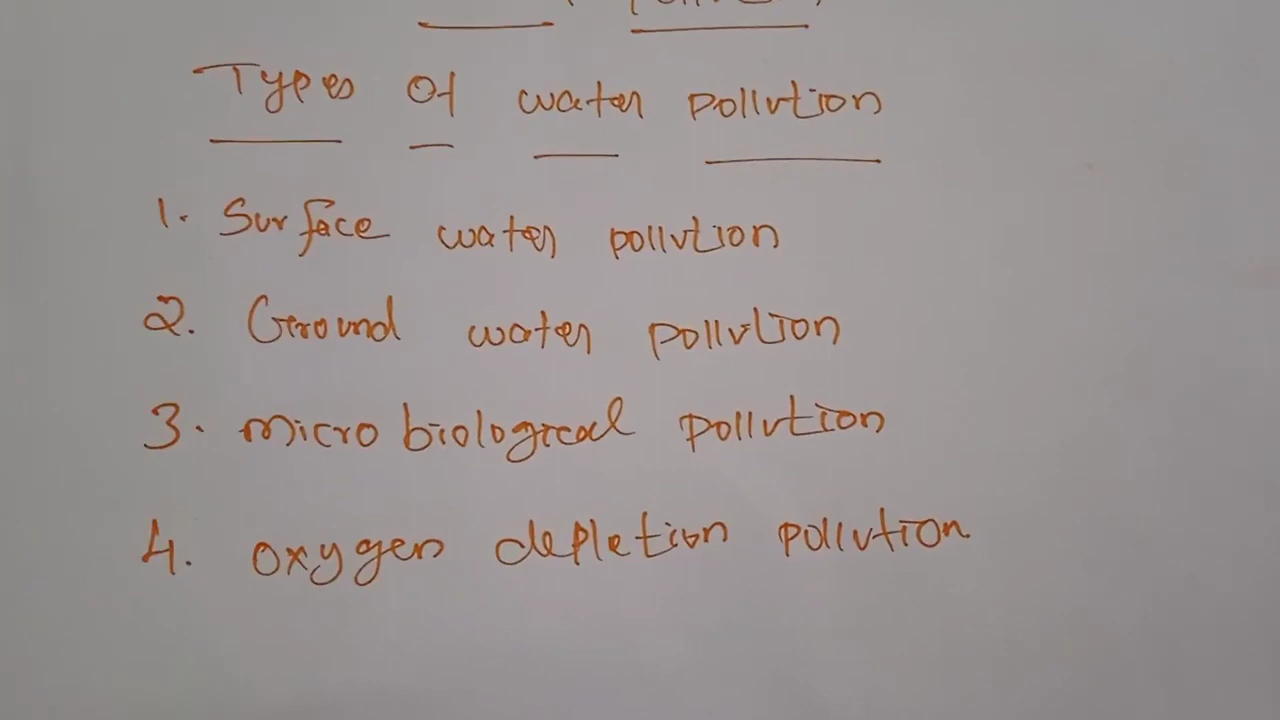 Types Of water pollution
1. Surface water pollution
2. Ground water pollution
3. micro biological pollution
4. oxygen depletion pollution